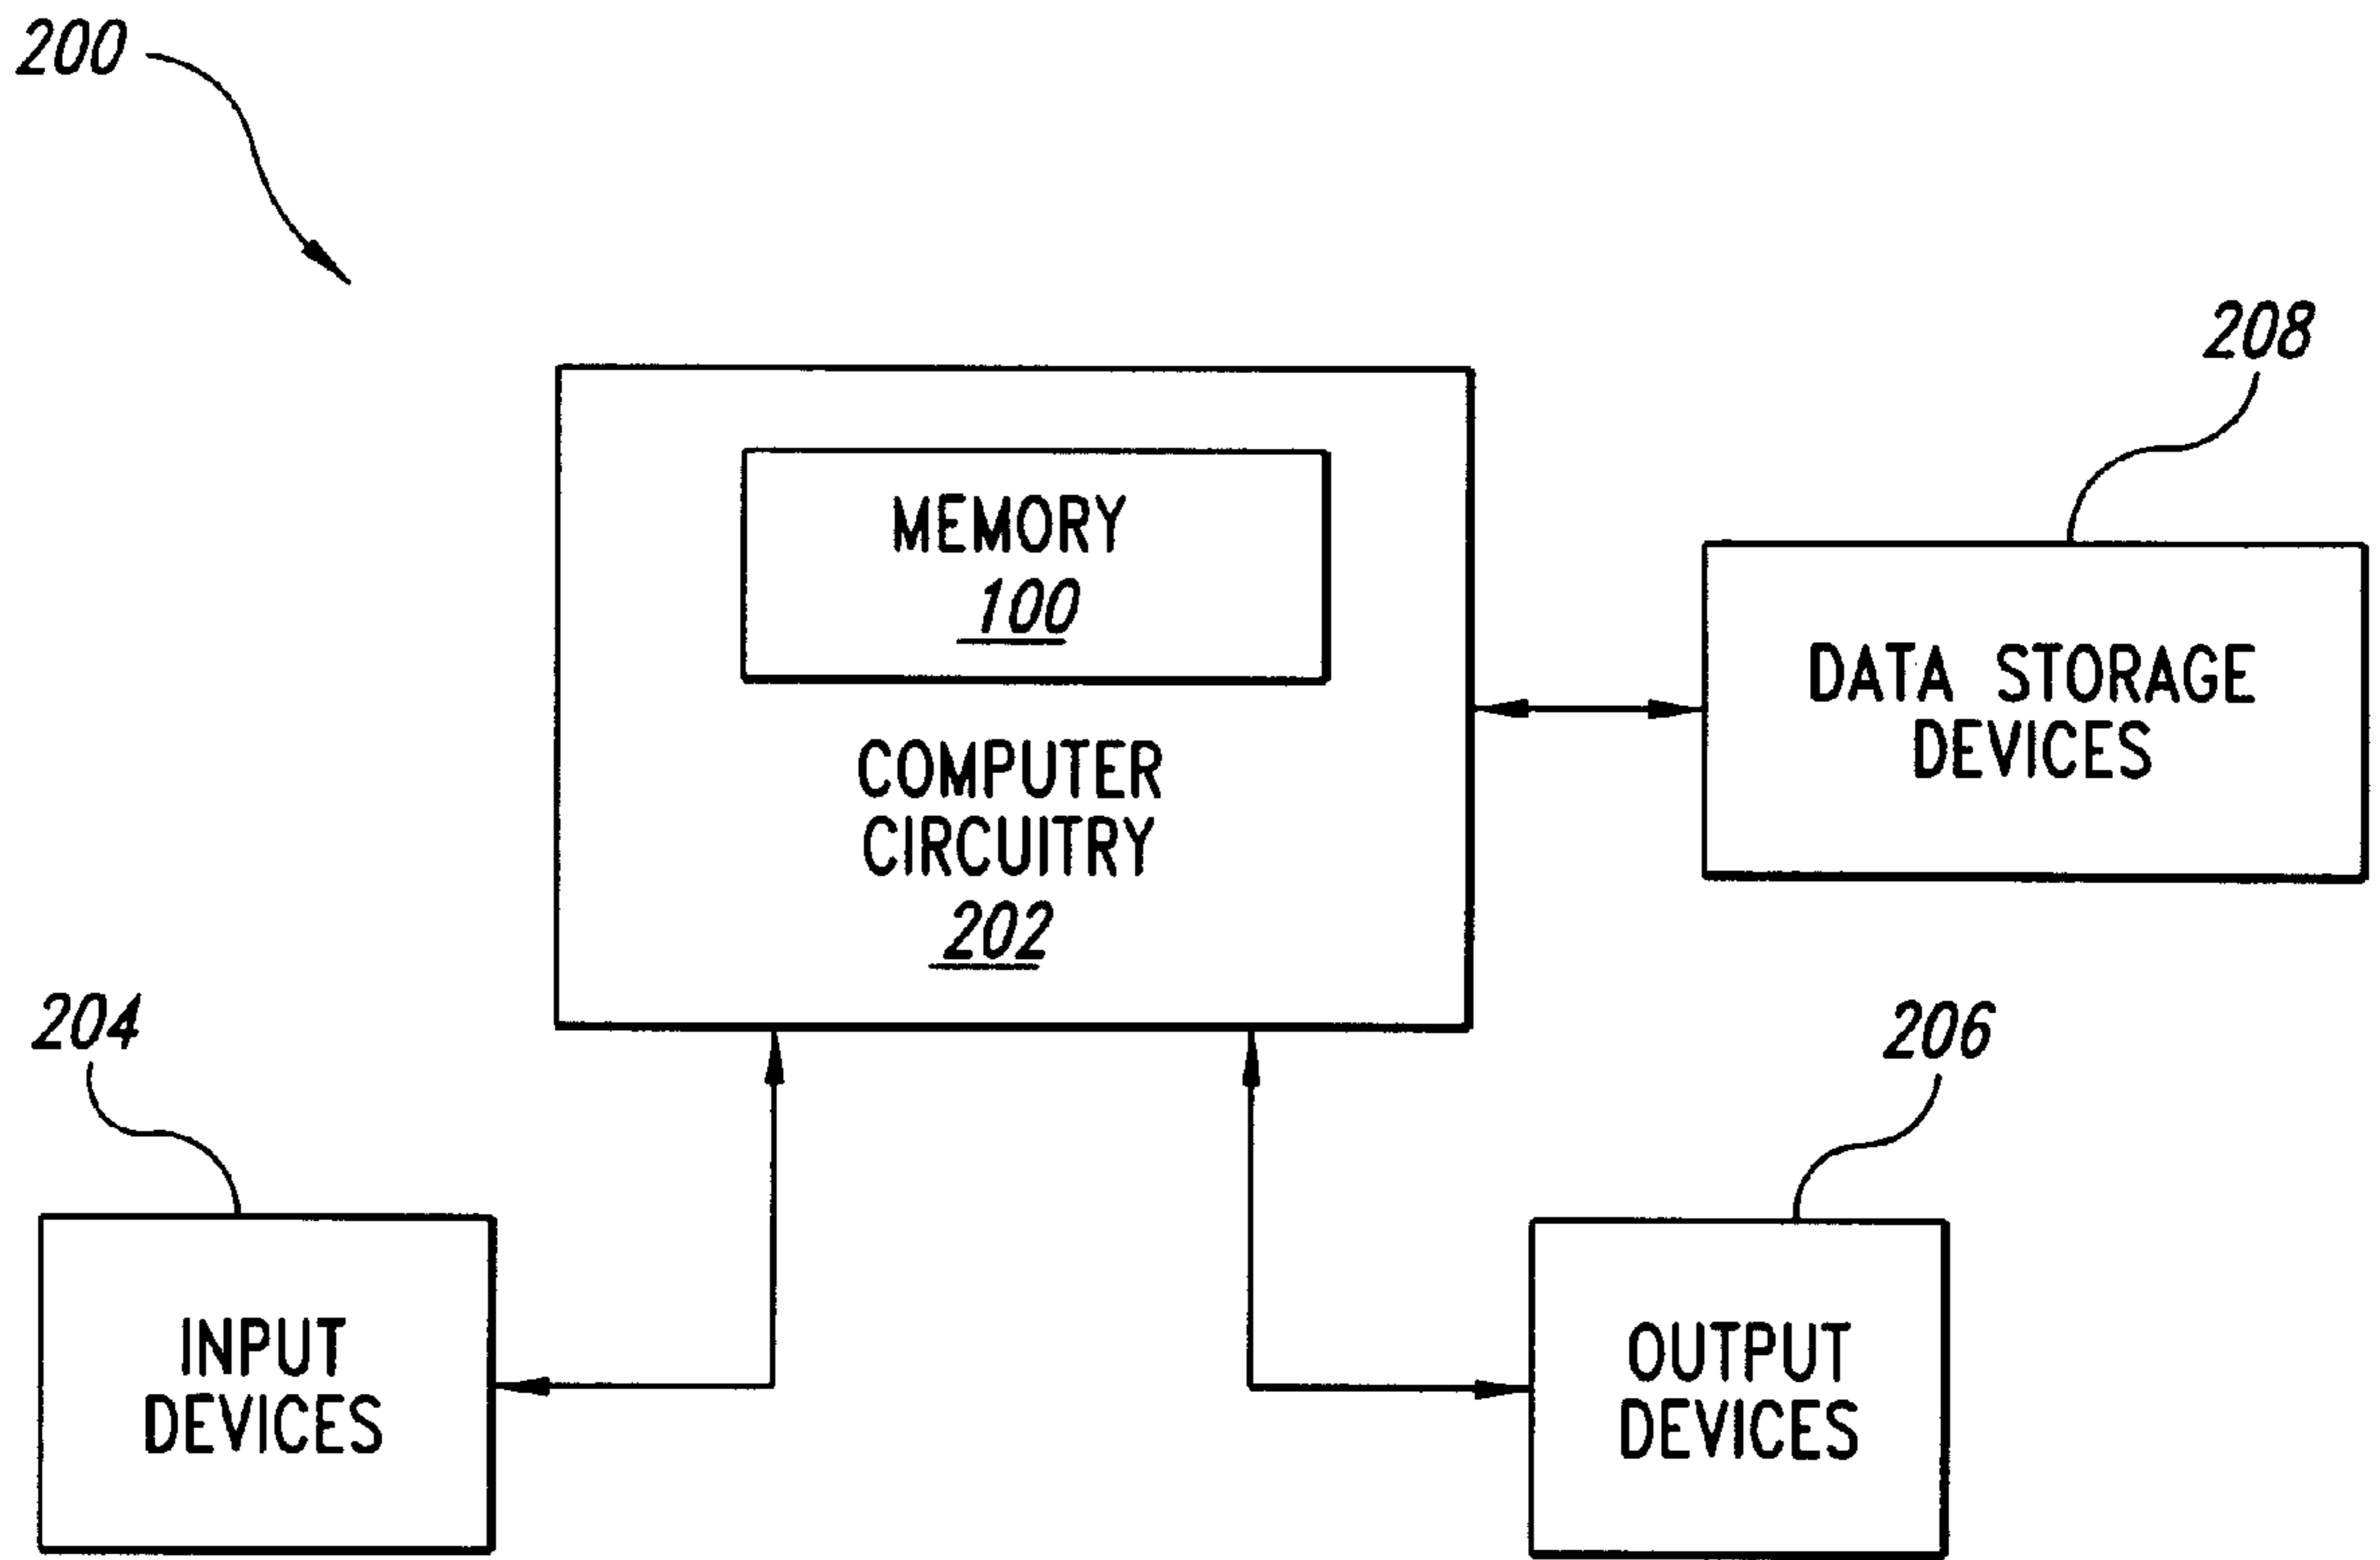 200
208
MEMORY
100
DATA STORAGE
DEVICES
COMPUTER
CIRCUITRY
202
204
206
INPUT
DEVICES
OUTPUT
DEVICES